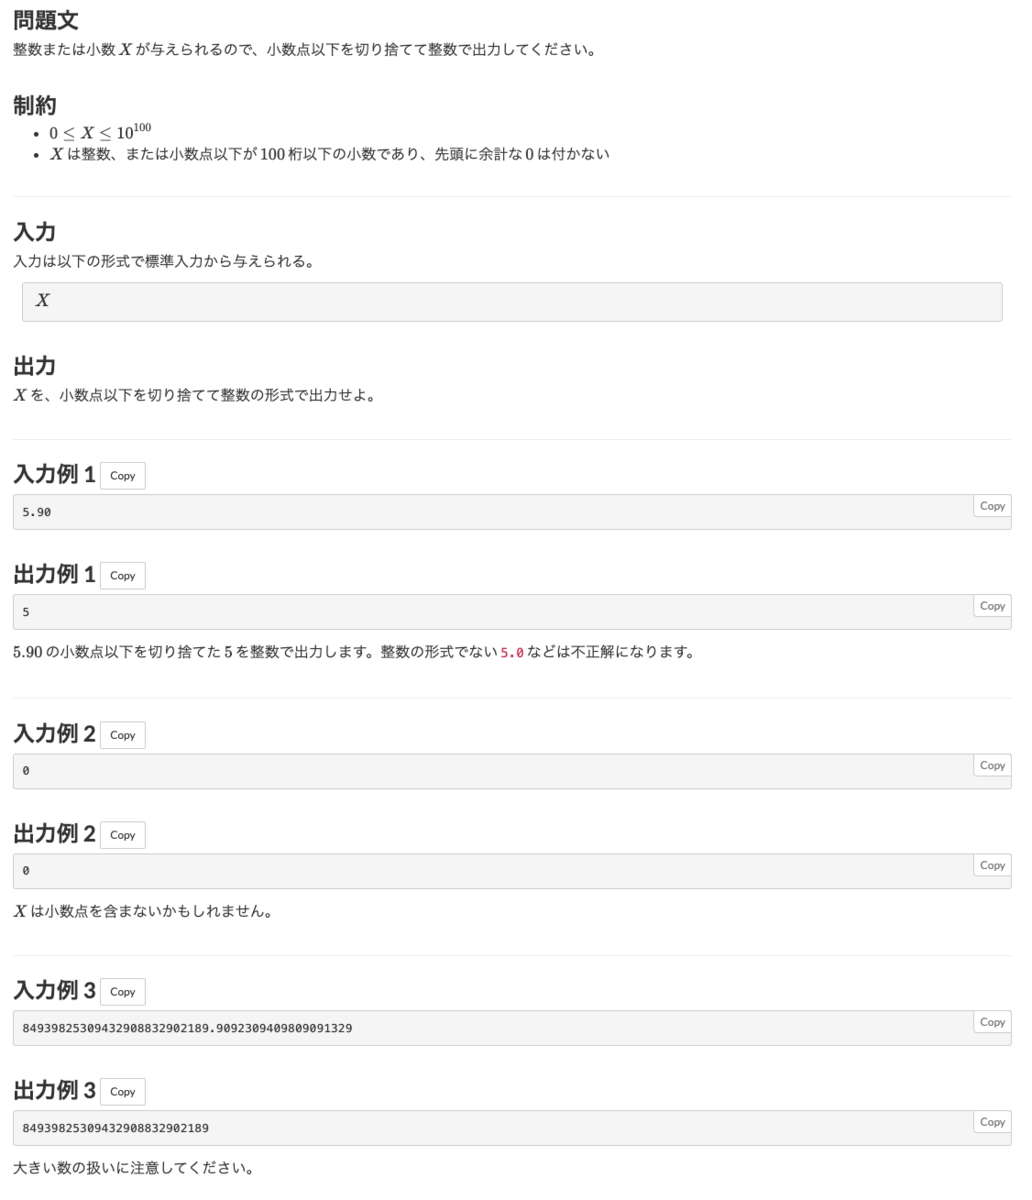 問題文
整数または小数 X が与えられるので、小数点以下を切り捨てて整数で出力してください。
制約
• 0 ≤ X ≤ 10^100
• X は整数、または小数点以下が 100 桁以下の小数であり、先頭に余計な 0 は付かない
入力
入力は以下の形式で標準入力から与えられる。
X
出力
X を、小数点以下を切り捨てて整数の形式で出力せよ。
入力例 1 Copy
Copy
5.90
出力例 1 Copy
Copy
5
5.90 の小数点以下を切り捨てた 5 を整数で出力します。整数の形式でない 5.0 などは不正解になります。
入力例 2 Copy
Copy
0
出力例 2 Copy
Copy
0
X は小数点を含まないかもしれません。
入力例 3 Copy
Copy
84939825309432908832902189.9092309409809091329
出力例 3 Copy
Copy
84939825309432908832902189
大きい数の扱いに注意してください。